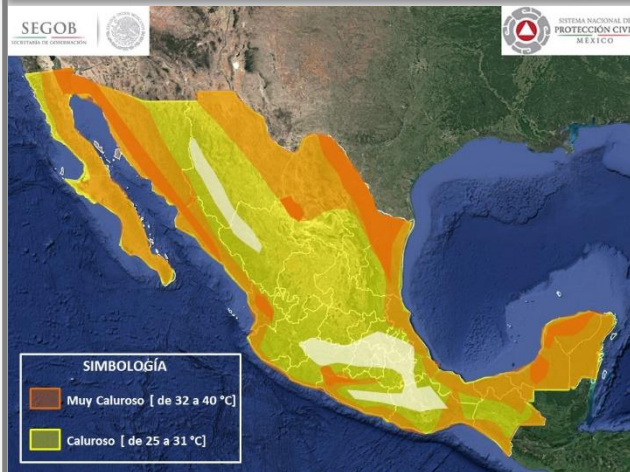 SEGOB
SECRETARÍA DE GOBERNACIÓN
SISTEMA NACIONAL DE
PROTECCIÓN CIVI
MÉXICO
SIMBOLOGÍA
Muy Caluroso [ de 32 a 40 °C]
Caluroso [ de 25 a 31 °C]